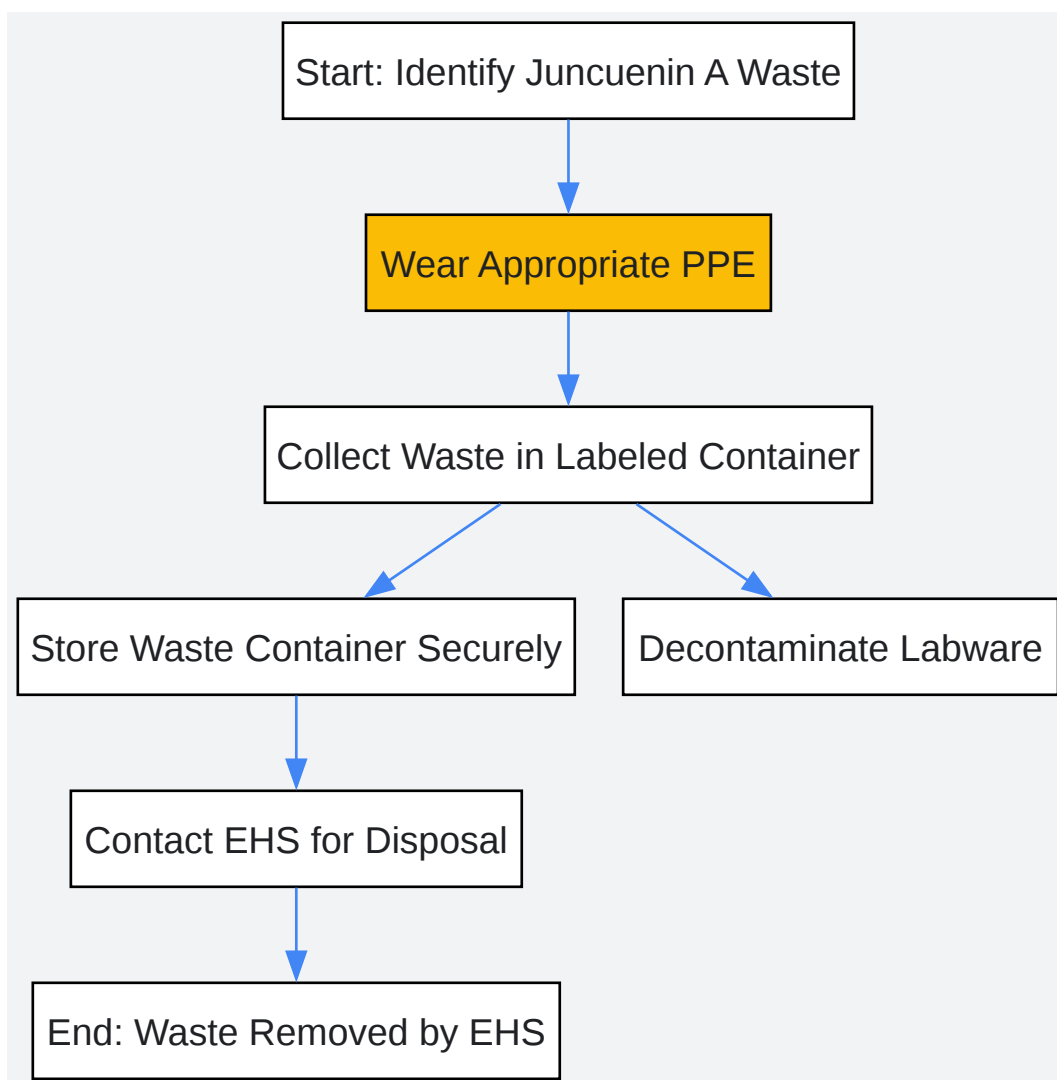 Start: Identify Juncuenin A Waste
Wear Appropriate PPE
Collect Waste in Labeled Container
Store Waste Container Securely
Decontaminate Labware
Contact EHS for Disposal
End: Waste Removed by EHS